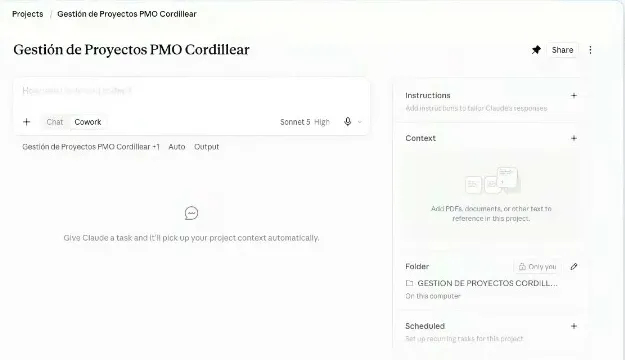 Projects / Gestión de Proyectos PMO Cordillear
Gestión de Proyectos PMO Cordillear
Share
Chat
Cowork
Sonnet 5 High
Gestión de Proyectos PMO Cordillear +1 Auto Output
Give Claude a task and it'll pick up your project context automatically.
Instructions
Add instructions to tailor Claude's responses
Context
Add PDFs, documents, or other text to
reference in this project.
Folder
Only you
GESTION DE PROYECTOS CORDILL...
On this computer
Scheduled
Set up recurring tasks for this project